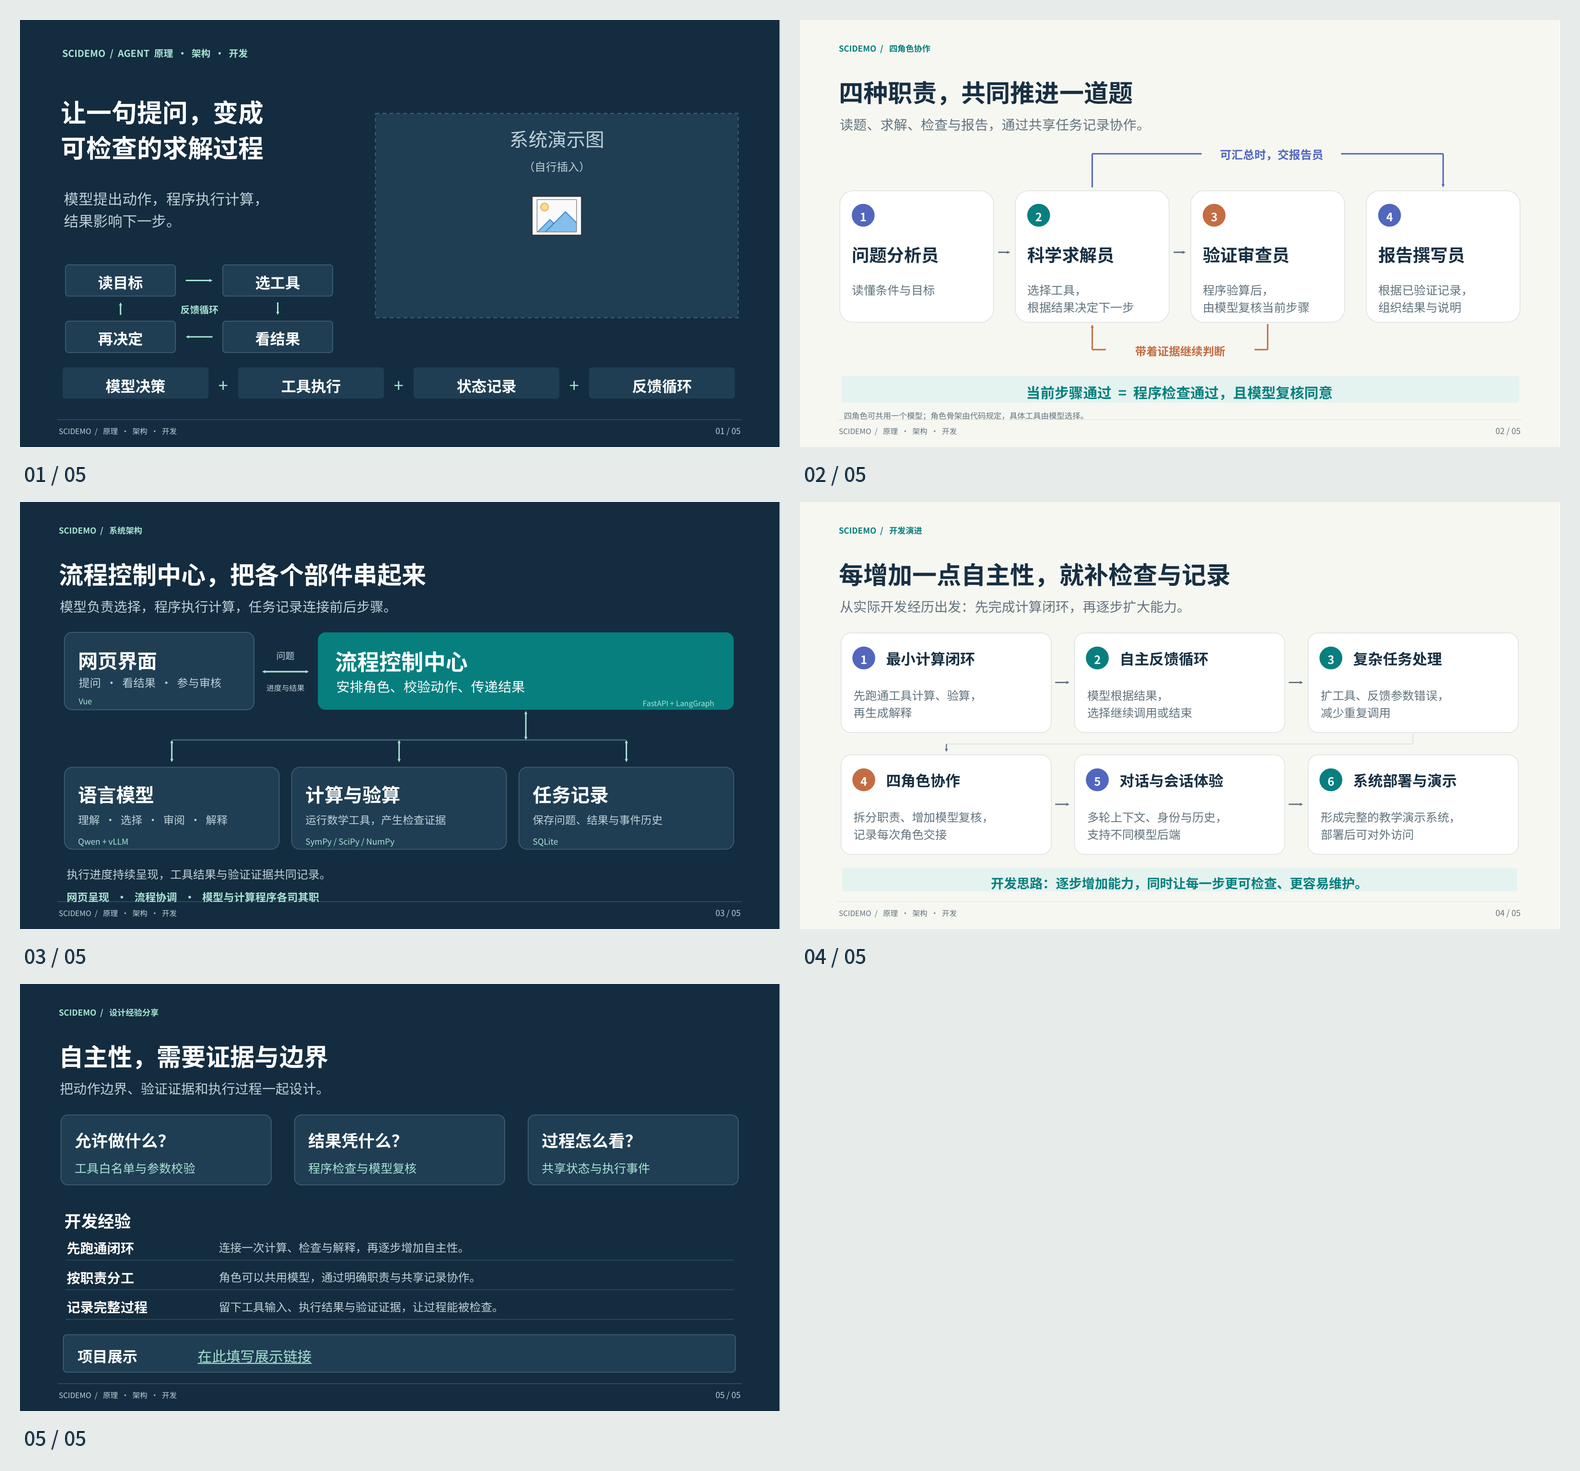 SCIDEMO / AGENT 原理 · 架构 · 开发
让一句提问，变成
可检查的求解过程
模型提出动作，程序执行计算，
结果影响下一步。
系统演示图
（自行插入）
读目标
选工具
反馈循环
再决定
看结果
模型决策 + 工具执行 + 状态记录 + 反馈循环
SCIDEMO / 原理 · 架构 · 开发
01 / 05
01 / 05
SCIDEMO / 四角色协作
四种职责，共同推进一道题
读题、求解、检查与报告，通过共享任务记录协作。
可汇总时，交报告员
1
问题分析员
读懂条件与目标
2
科学求解员
选择工具，
根据结果决定下一步
3
验证审查员
程序验算后，
由模型复核当前步骤
4
报告撰写员
根据已验证记录，
组织结果与说明
带着证据继续判断
当前步骤通过 = 程序检查通过，且模型复核同意
四角色可共用一个模型；角色骨架由代码规定，具体工具由模型选择。
SCIDEMO / 原理 · 架构 · 开发
02 / 05
02 / 05
SCIDEMO / 系统架构
流程控制中心，把各个部件串起来
模型负责选择，程序执行计算，任务记录连接前后步骤。
网页界面
提问 · 看结果 · 参与审核
Vue
问题
进度与结果
流程控制中心
安排角色、校验动作、传递结果
FastAPI + LangGraph
语言模型
理解 · 选择 · 审阅 · 解释
Qwen + vLLM
计算与验算
运行数学工具，产生检查证据
SymPy / SciPy / NumPy
任务记录
保存问题、结果与事件历史
SQLite
执行进度持续呈现，工具结果与验证证据共同记录。
网页呈现 · 流程协调 · 模型与计算程序各司其职
SCIDEMO / 原理 · 架构 · 开发
03 / 05
03 / 05
SCIDEMO / 开发演进
每增加一点自主性，就补检查与记录
从实际开发经历出发：先完成计算闭环，再逐步扩大能力。
1 最小计算闭环
先跑通工具计算、验算，
再生成解释
2 自主反馈循环
模型根据结果，
选择继续调用或结束
3 复杂任务处理
扩工具、反馈参数错误，
减少重复调用
4 四角色协作
拆分职责、增加模型复核，
记录每次角色交接
5 对话与会话体验
多轮上下文、身份与历史，
支持不同模型后端
6 系统部署与演示
形成完整的教学演示系统，
部署后可对外访问
开发思路：逐步增加能力，同时让每一步更可检查、更容易维护。
SCIDEMO / 原理 · 架构 · 开发
04 / 05
04 / 05
SCIDEMO / 设计经验分享
自主性，需要证据与边界
把动作边界、验证证据和执行过程一起设计。
允许做什么？
工具白名单与参数校验
结果凭什么？
程序检查与模型复核
过程怎么看？
共享状态与执行事件
开发经验
先跑通闭环 连接一次计算、检查与解释，再逐步增加自主性。
按职责分工 角色可以共用模型，通过明确职责与共享记录协作。
记录完整过程 留下工具输入、执行结果与验证证据，让过程能被检查。
项目展示 在此填写展示链接
SCIDEMO / 原理 · 架构 · 开发
05 / 05
05 / 05